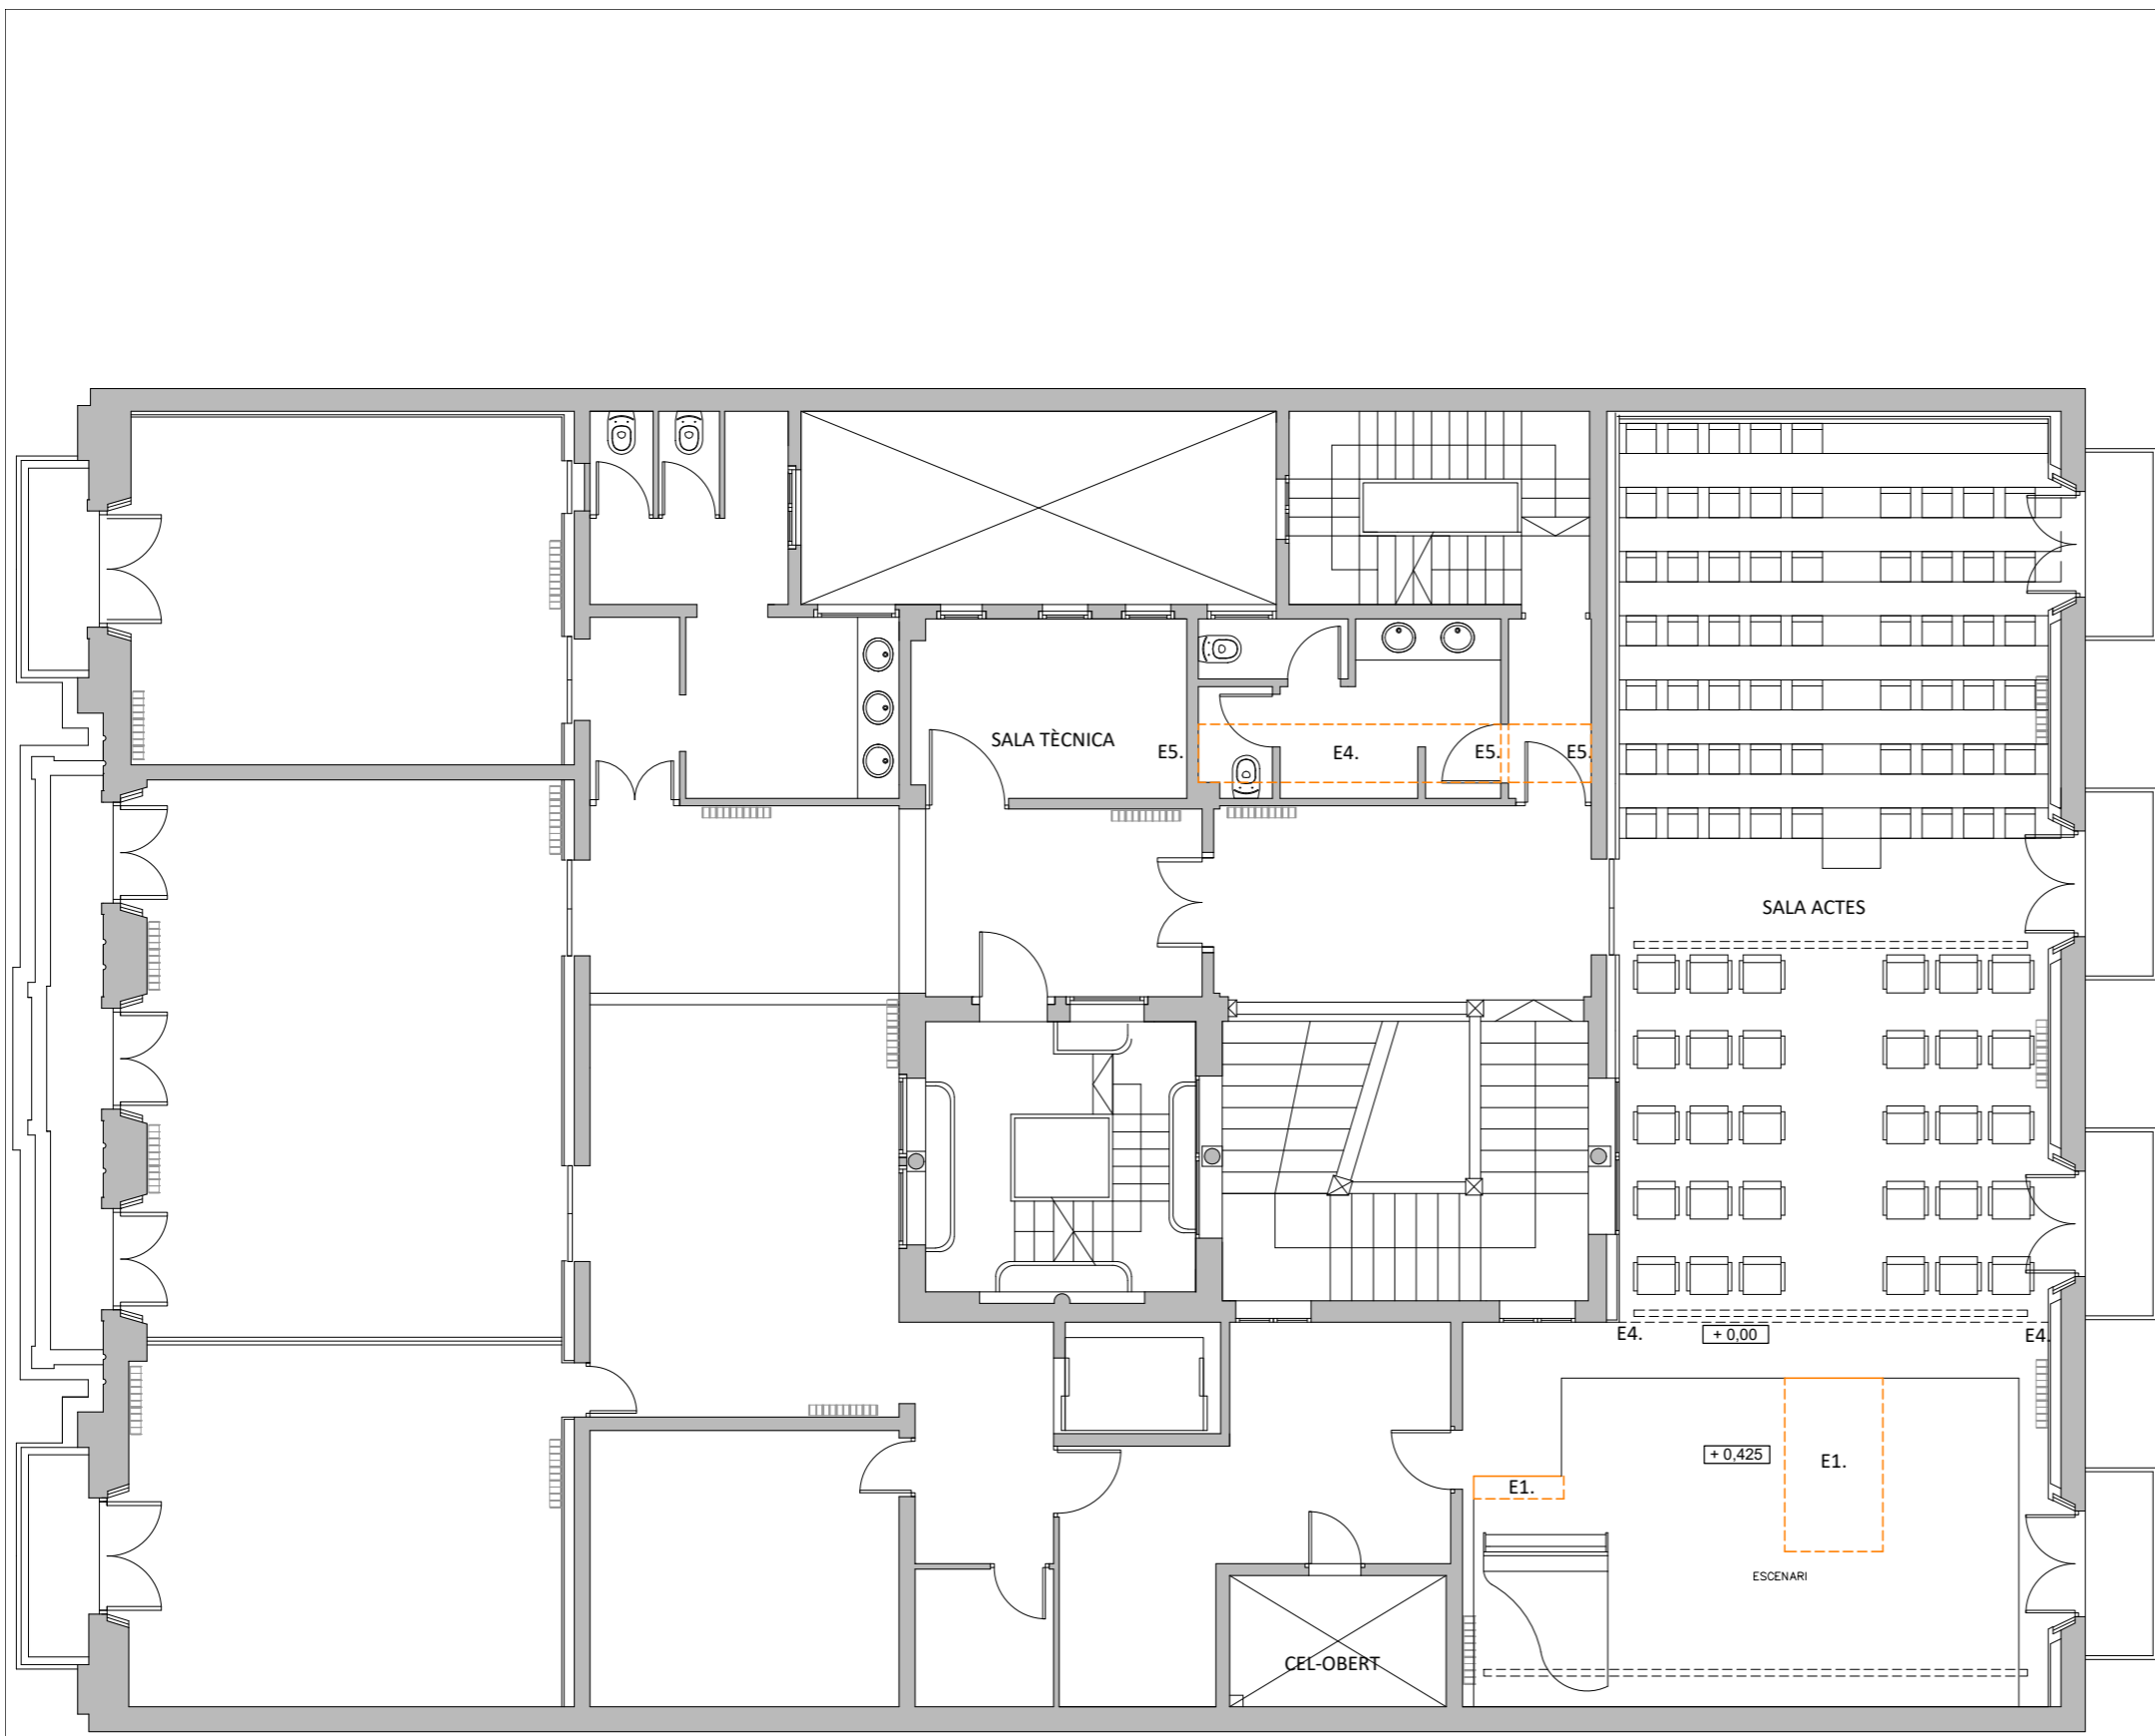 SALA TÈCNICA
E5.
E4.
E5.
E5.
SALA ACTES
E4.
+ 0,00
E4.
+ 0,425
E1.
E1.
ESCENARI
CEL-OBERT